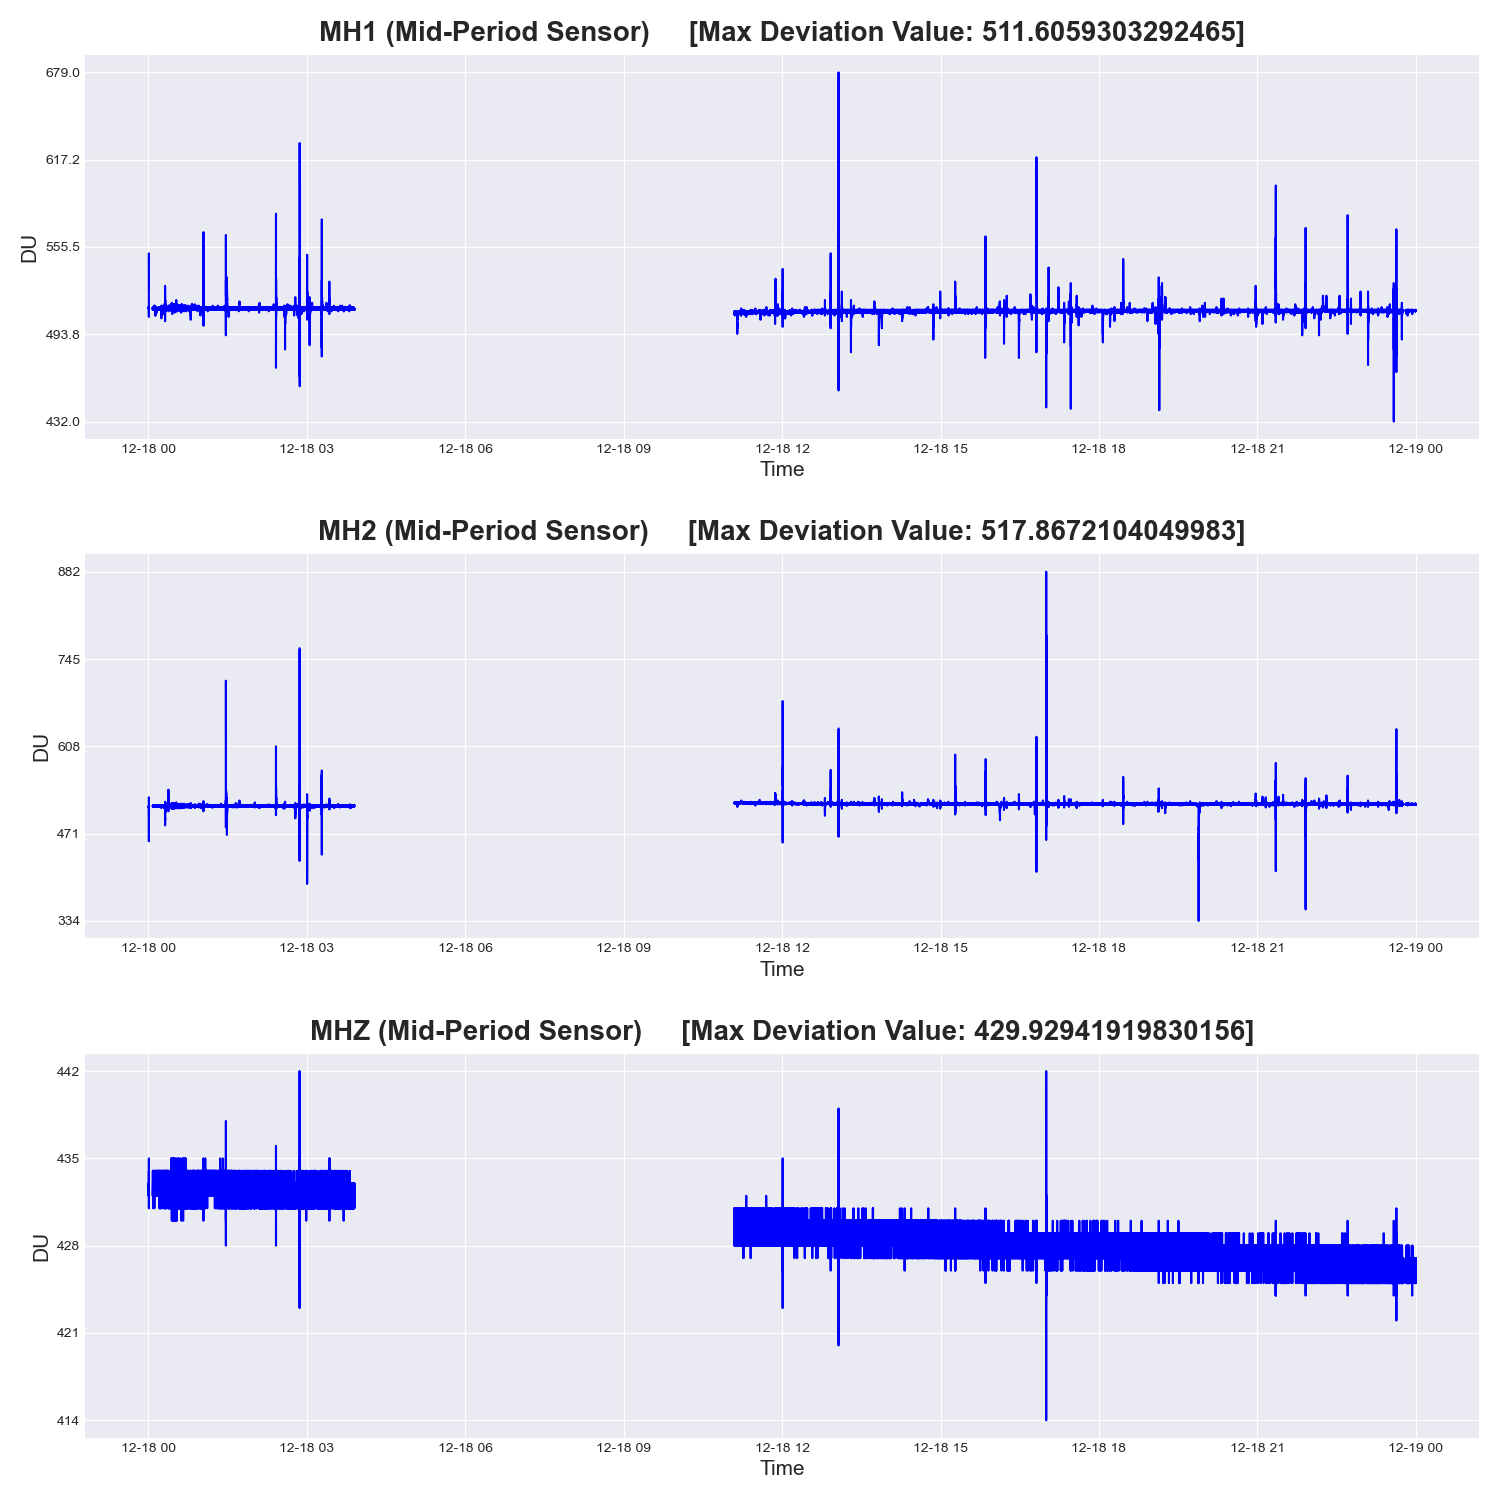 MH1 (Mid-Period Sensor) [Max Deviation Value: 511.6059303292465]
679.0
617.2
555.5
493.8
432.0
DU
12-18 00 12-18 03 12-18 06 12-18 09 12-18 12 12-18 15 12-18 18 12-18 21 12-19 00
Time
MH2 (Mid-Period Sensor) [Max Deviation Value: 517.8672104049983]
882
745
608
471
334
DU
12-18 00 12-18 03 12-18 06 12-18 09 12-18 12 12-18 15 12-18 18 12-18 21 12-19 00
Time
MHZ (Mid-Period Sensor) [Max Deviation Value: 429.92941919830156]
442
435
428
421
414
DU
12-18 00 12-18 03 12-18 06 12-18 09 12-18 12 12-18 15 12-18 18 12-18 21 12-19 00
Time